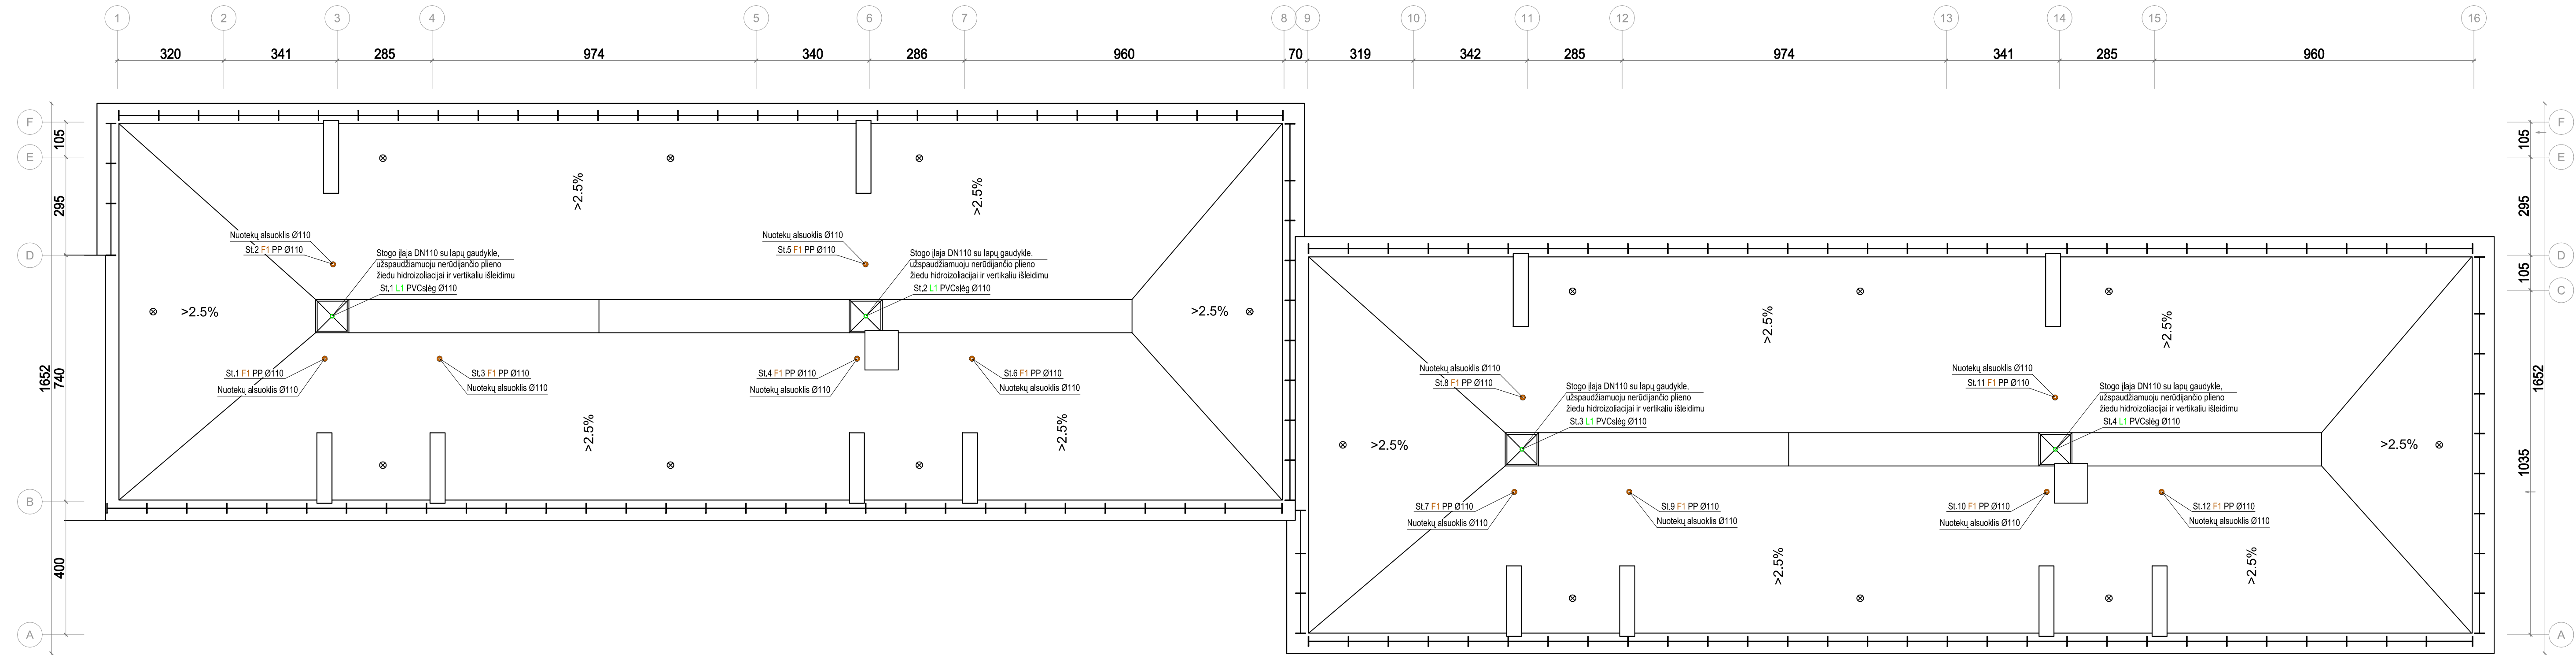 1 2 3 4 5 6 7 8 9 10 11 12 13 14 15 16
320 341 285 974 340 286 960 70 319 342 285 974 341 285 960
F
E
D
B
A
105
295
740
400
1652
>2.5%
>2.5%
Nuotekų alsuoklis Ø110
St.2 F1 PP Ø110
Stogo įlaja DN110 su lapų gaudykle,
užspaudžiamuoju nerūdijančio plieno
žiedu hidroizoliacijai ir vertikaliu išleidimu
St.1 L1 PVCslėg Ø110
Nuotekų alsuoklis Ø110
St.5 F1 PP Ø110
Stogo įlaja DN110 su lapų gaudykle,
užspaudžiamuoju nerūdijančio plieno
žiedu hidroizoliacijai ir vertikaliu išleidimu
St.2 L1 PVCslėg Ø110
>2.5%
>2.5%
St.1 F1 PP Ø110
Nuotekų alsuoklis Ø110
St.3 F1 PP Ø110
Nuotekų alsuoklis Ø110
St.4 F1 PP Ø110
Nuotekų alsuoklis Ø110
St.6 F1 PP Ø110
Nuotekų alsuoklis Ø110
>2.5%
>2.5%
>2.5%
>2.5%
Nuotekų alsuoklis Ø110
St.8 F1 PP Ø110
Stogo įlaja DN110 su lapų gaudykle,
užspaudžiamuoju nerūdijančio plieno
žiedu hidroizoliacijai ir vertikaliu išleidimu
St.3 L1 PVCslėg Ø110
Nuotekų alsuoklis Ø110
St.11 F1 PP Ø110
Stogo įlaja DN110 su lapų gaudykle,
užspaudžiamuoju nerūdijančio plieno
žiedu hidroizoliacijai ir vertikaliu išleidimu
St.4 L1 PVCslėg Ø110
>2.5%
>2.5%
St.7 F1 PP Ø110
Nuotekų alsuoklis Ø110
St.9 F1 PP Ø110
Nuotekų alsuoklis Ø110
St.10 F1 PP Ø110
Nuotekų alsuoklis Ø110
St.12 F1 PP Ø110
Nuotekų alsuoklis Ø110
>2.5%
>2.5%
F
E
D
C
A
105
295
105
1035
1652